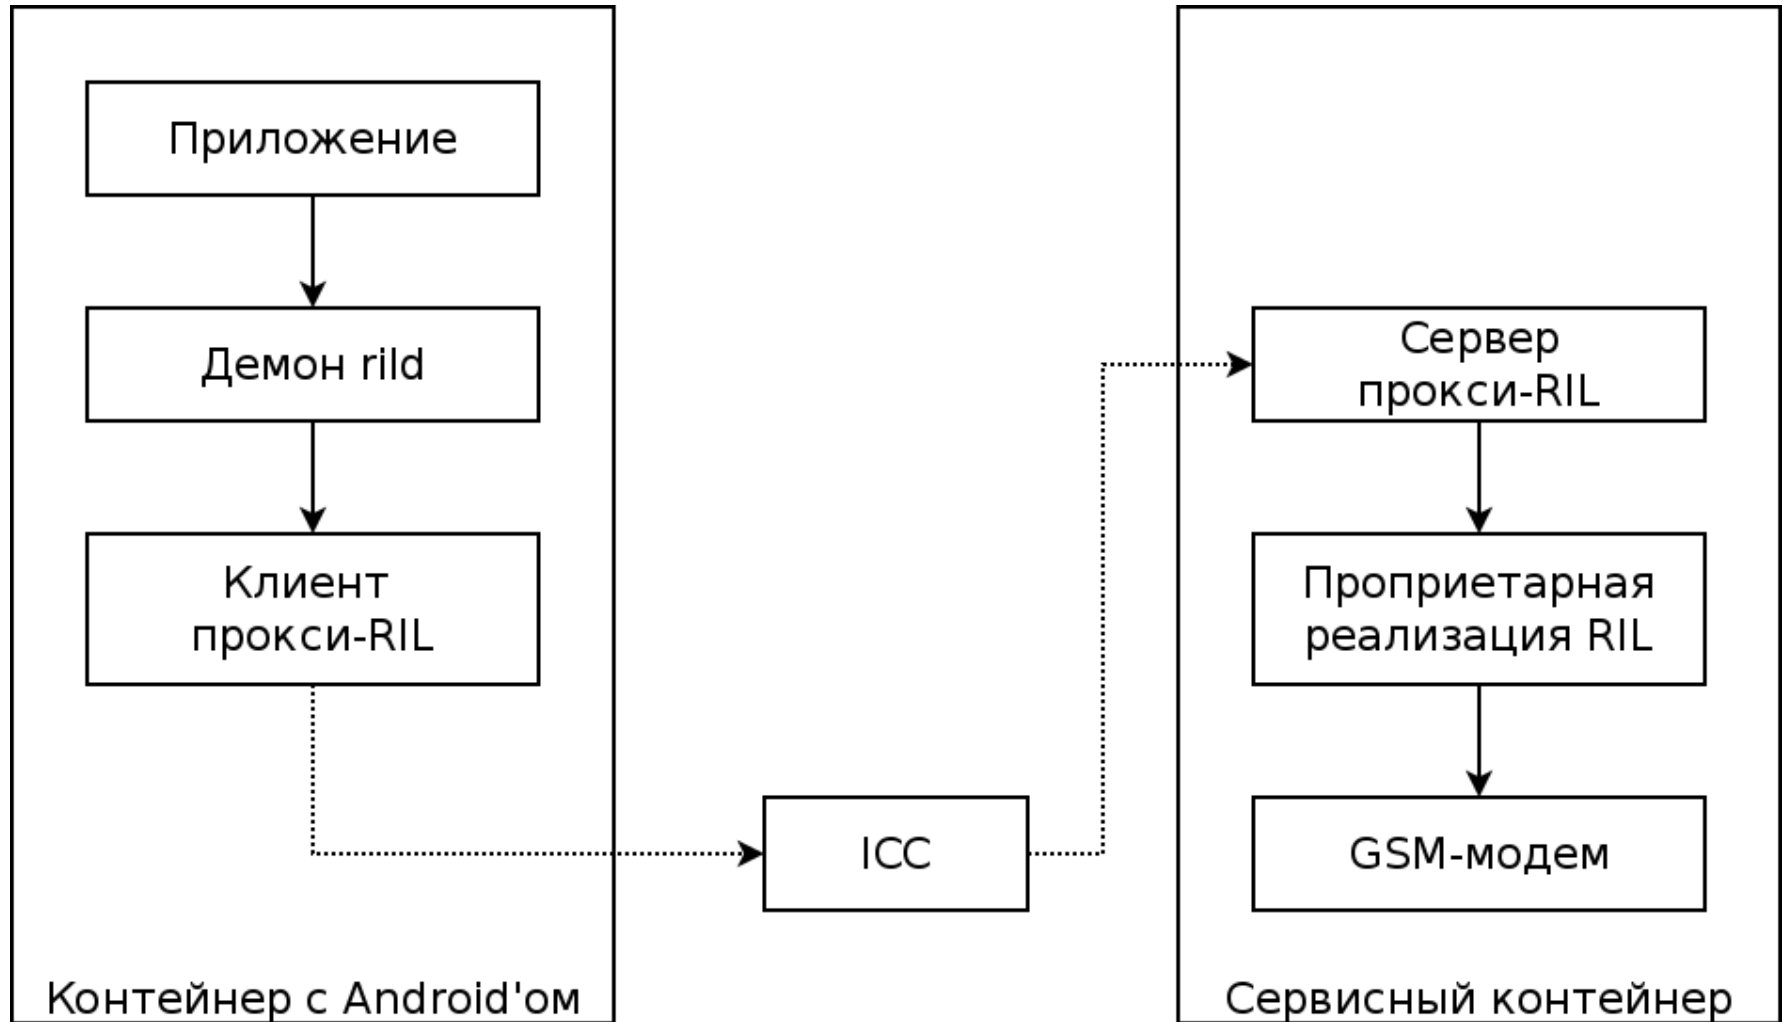 Приложение
Демон rild
Клиент
прокси-RIL
Контейнер с Android'ом
ICC
Сервер
прокси-RIL
Проприетарная
реализация RIL
GSM-модем
Сервисный контейнер